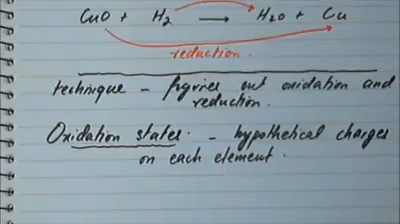 CuO + H2 → H2O + Cu
reduction
technique - figures out oxidation and
reduction.
Oxidation states. - hypothetical charges
on each element.